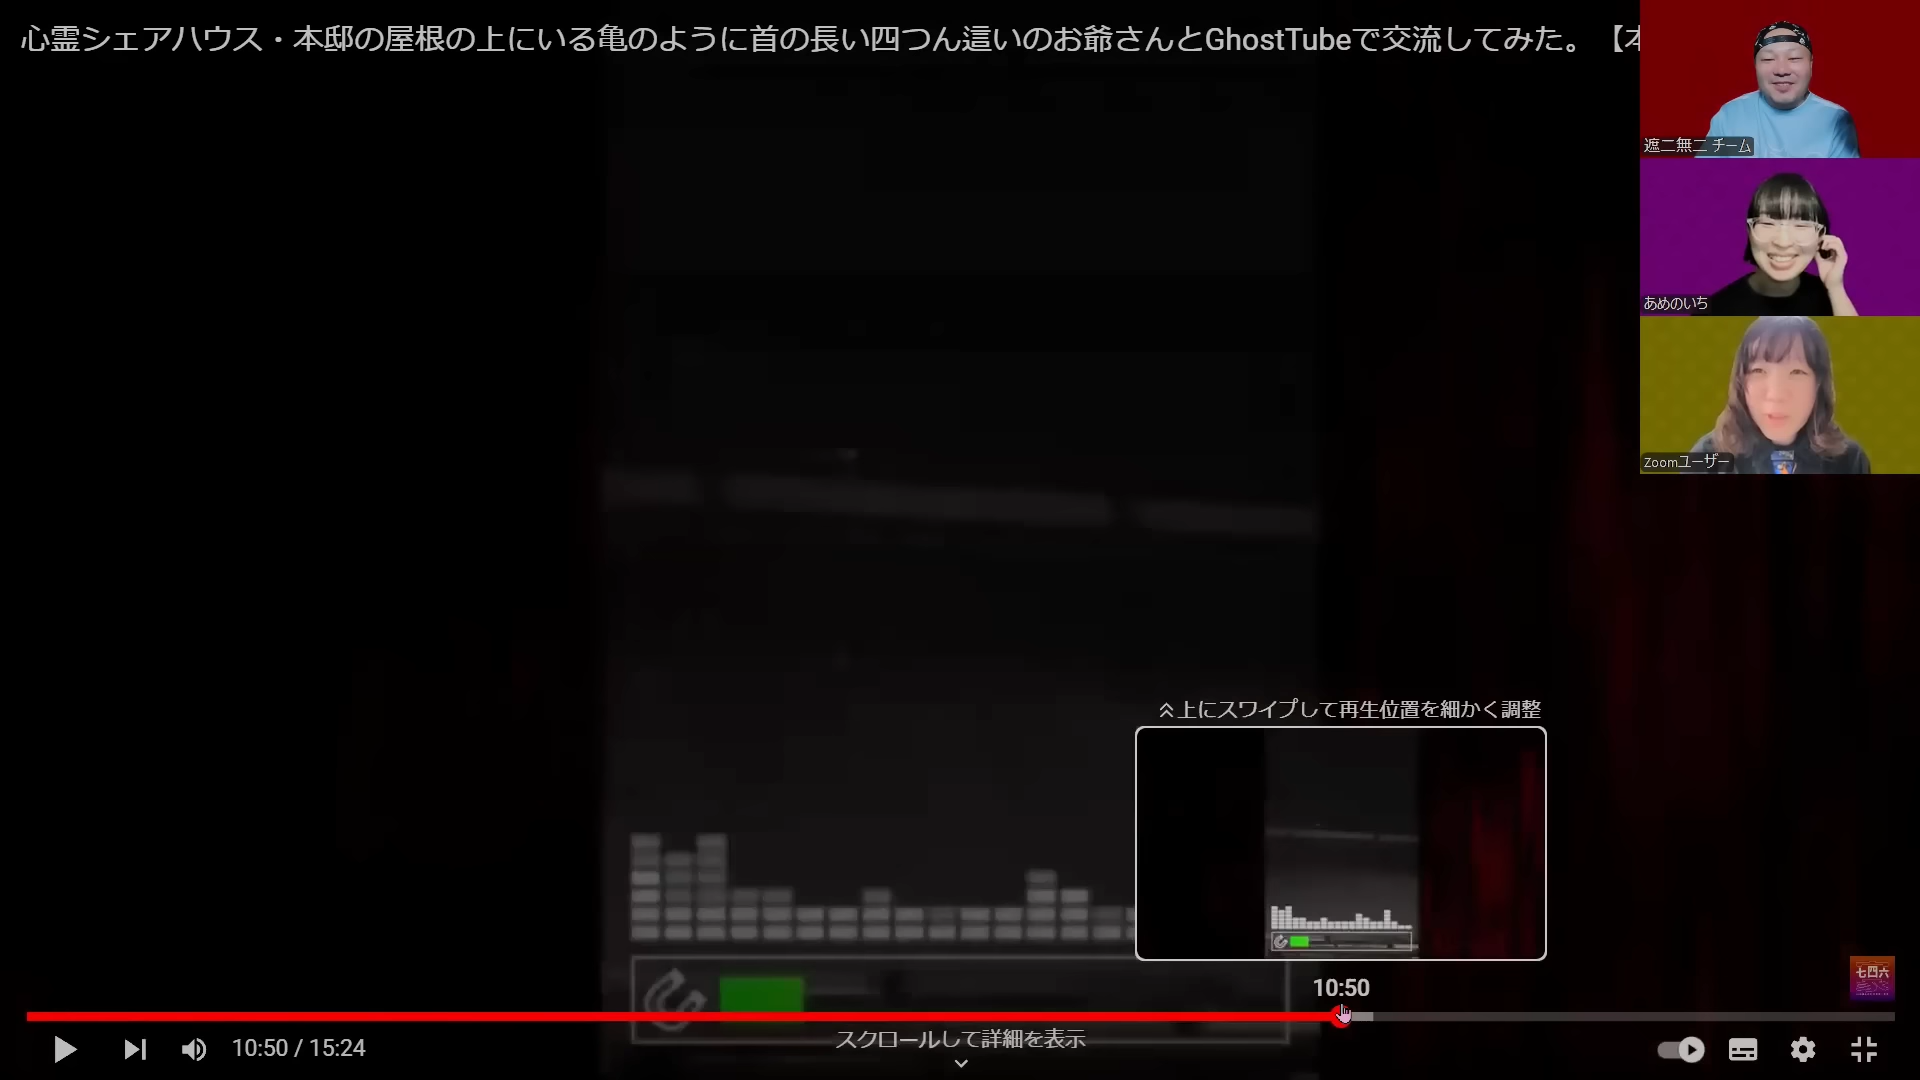 心霊シェアハウス・本邸の屋根の上にいる亀のように首の長い四つん這いのお爺さんとGhostTubeで交流してみた。【本
遮二無二 チーム
あめのいち
Zoomユーザー
上にスワイプして再生位置を細かく調整
七四六
10:50
10:50 / 15:24
スクロールして詳細を表示